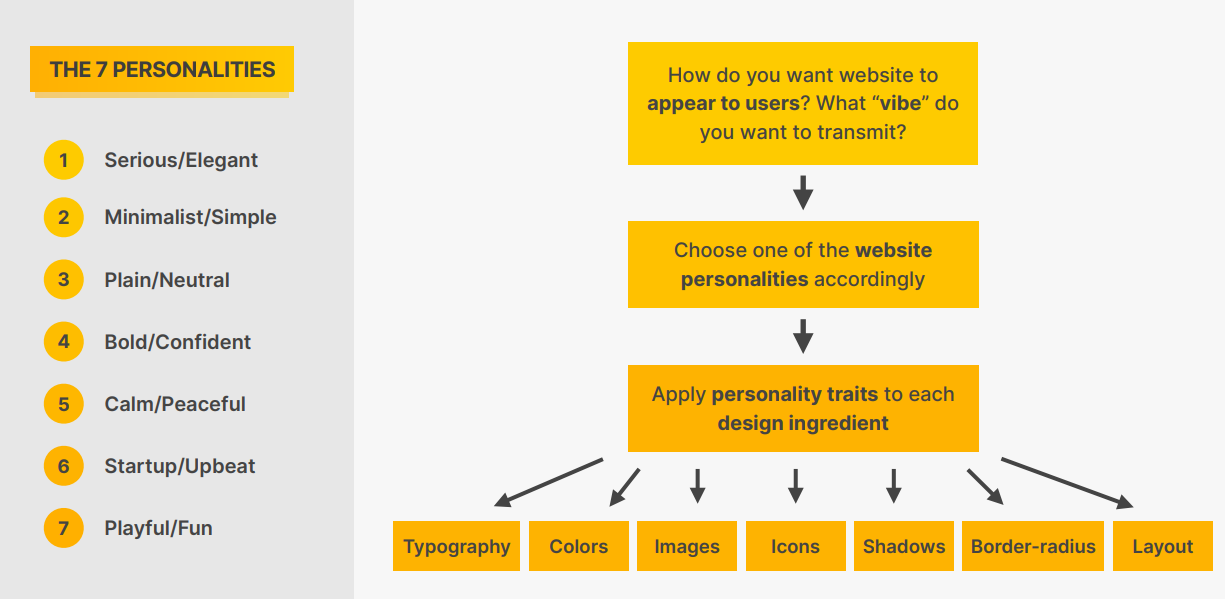 THE 7 PERSONALITIES
1 Serious/Elegant
2 Minimalist/Simple
3 Plain/Neutral
4 Bold/Confident
5 Calm/Peaceful
6 Startup/Upbeat
7 Playful/Fun
How do you want website to
appear to users? What “vibe” do
you want to transmit?
Choose one of the website
personalities accordingly
Apply personality traits to each
design ingredient
Typography
Colors
Images
Icons
Shadows
Border-radius
Layout